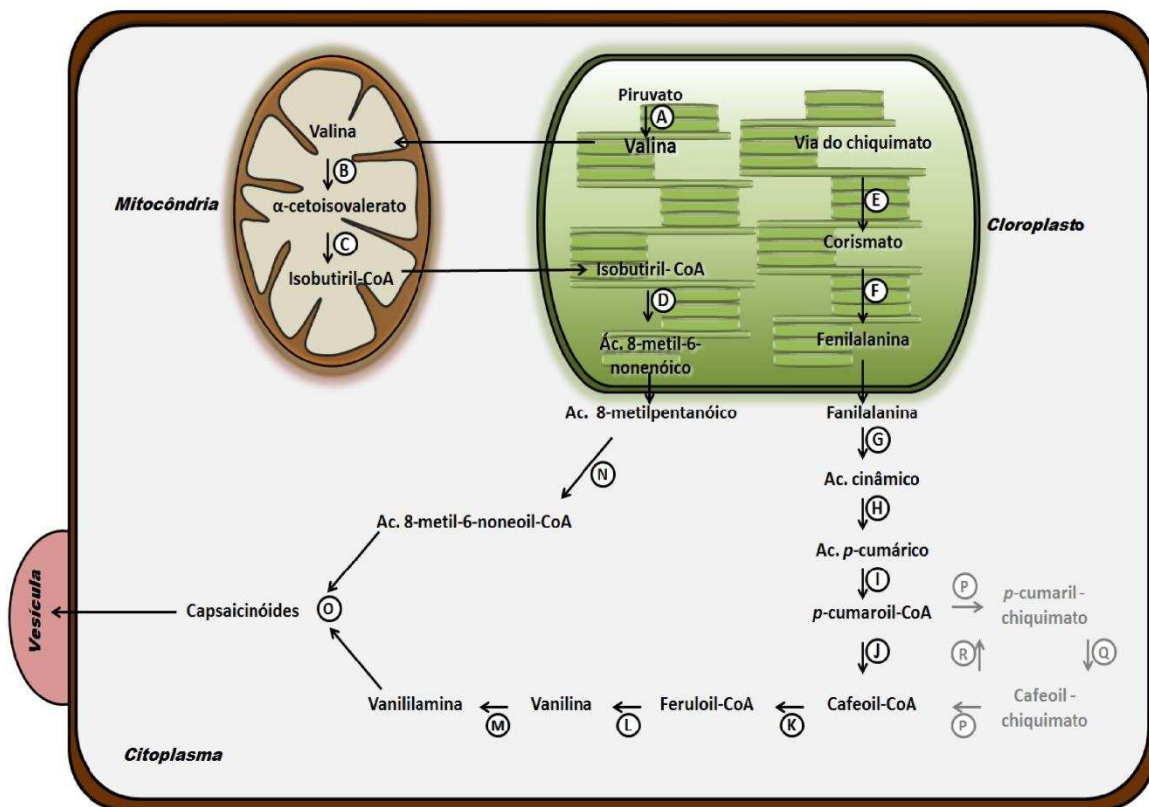 Piruvato
A
Valina
Via do chiquimato
Valina
B
E
Mitocôndria
α-cetoisovalerato
Cloroplasto
C
Corismato
Isobutiril-CoA
Isobutiril- CoA
D
F
Ác. 8-metil-6-
nonenóico
Fenilalanina
Ac. 8-metilpentanóico
Fanilalanina
G
N
Ac. cinâmico
H
Ac. 8-metil-6-noneoil-CoA
Ac. p-cumárico
I
P
p-cumaril -
chiquimato
Vesícula
Capsaicinóides
O
p-cumaroil-CoA
J
R
Q
Vanililamina
M
Vanilina
L
Feruloil-CoA
K
Cafeoil-CoA
P
Cafeoil -
chiquimato
Citoplasma